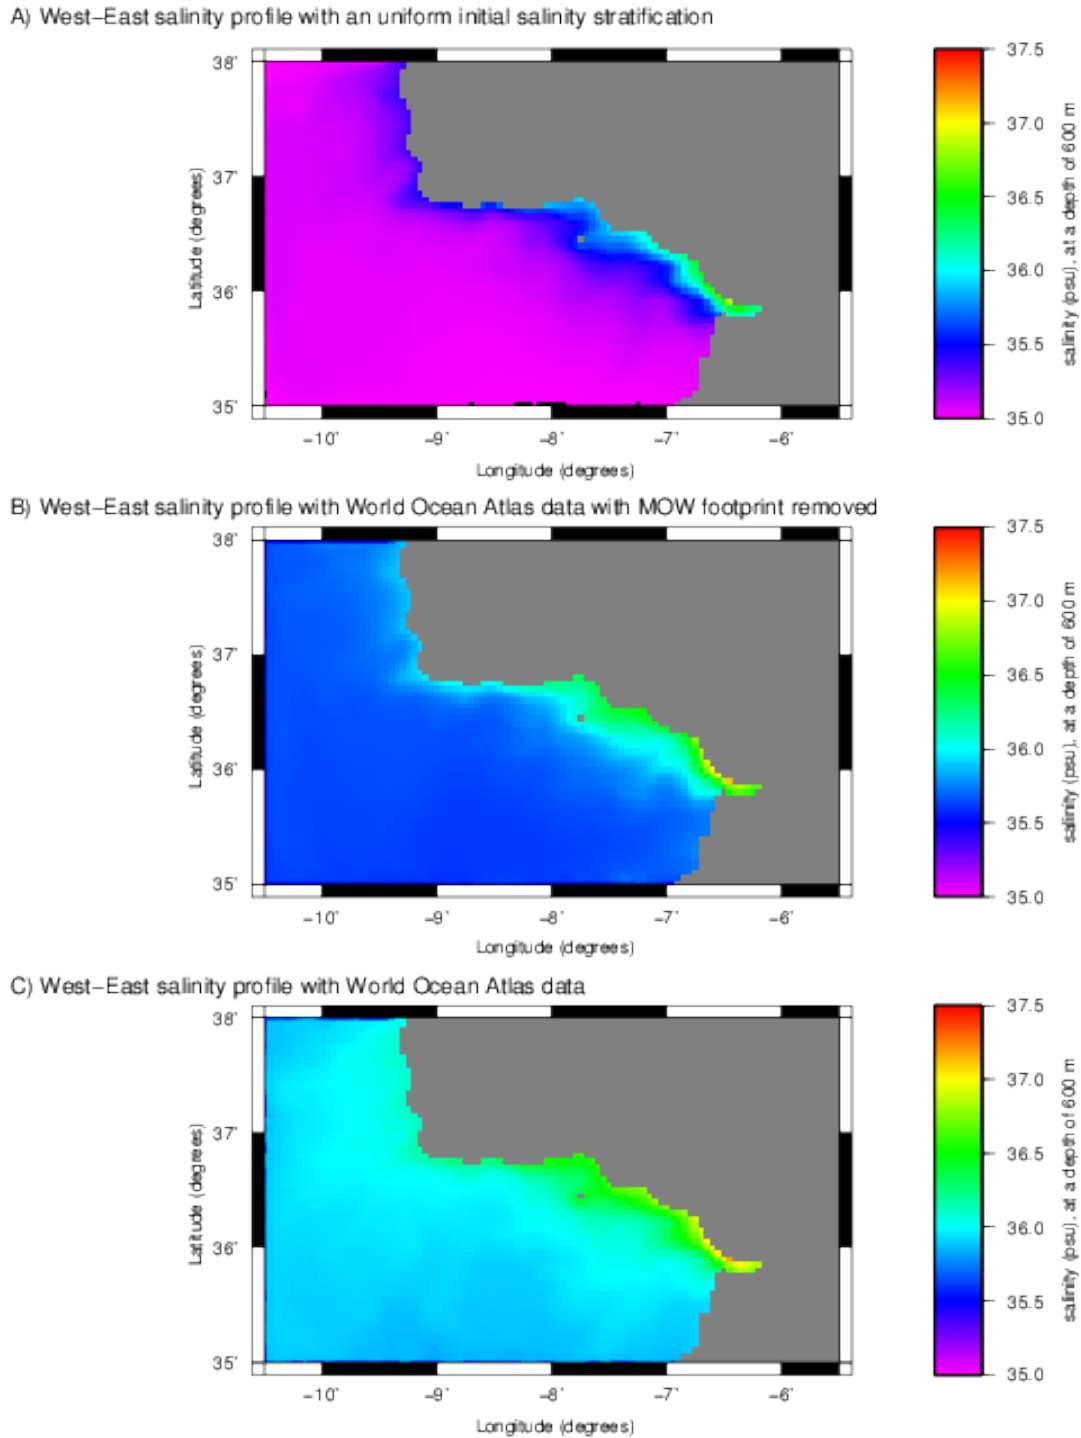 A) West–East salinity profile with an uniform initial salinity stratification
38°
37°
36°
35°
Latitude (degrees)
–10° –9° –8° –7° –6°
Longitude (degrees)
37.5
37.0
36.5
36.0
35.5
35.0
salinity (psu), at a depth of 600 m
B) West–East salinity profile with World Ocean Atlas data with MOW footprint removed
38°
37°
36°
35°
Latitude (degrees)
–10° –9° –8° –7° –6°
Longitude (degrees)
37.5
37.0
36.5
36.0
35.5
35.0
salinity (psu), at a depth of 600 m
C) West–East salinity profile with World Ocean Atlas data
38°
37°
36°
35°
Latitude (degrees)
–10° –9° –8° –7° –6°
Longitude (degrees)
37.5
37.0
36.5
36.0
35.5
35.0
salinity (psu), at a depth of 600 m